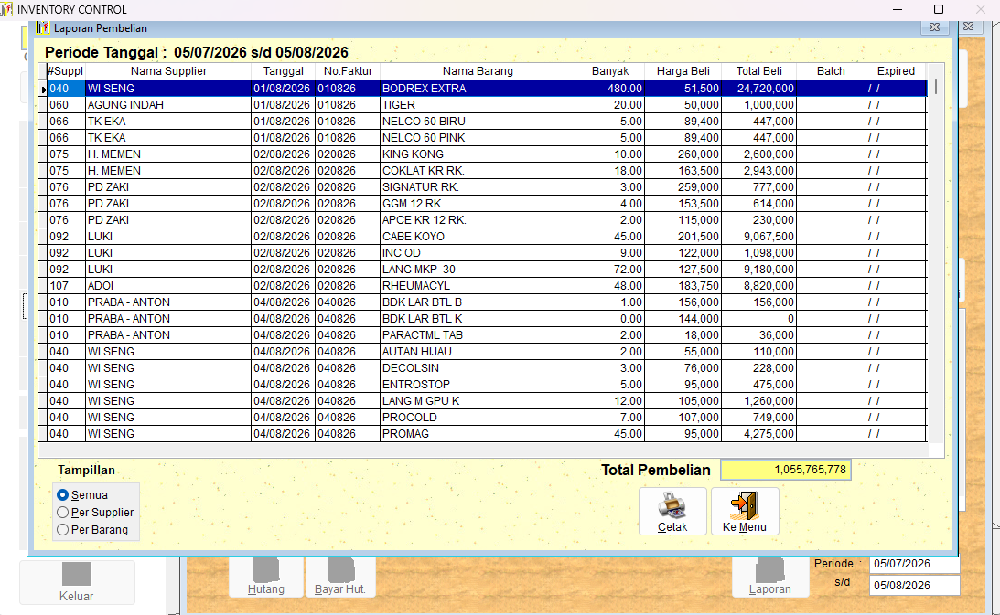 INVENTORY CONTROL
Laporan Pembelian
Periode Tanggal : 05/07/2026 s/d 05/08/2026
#Suppl Nama Supplier Tanggal No.Faktur Nama Barang Banyak Harga Beli Total Beli Batch Expired
040 WI SENG 01/08/2026 010826 BODREX EXTRA 480.00 51,500 24,720,000 / /
060 AGUNG INDAH 01/08/2026 010826 TIGER 20.00 50,000 1,000,000 / /
066 TK EKA 01/08/2026 010826 NELCO 60 BIRU 5.00 89,400 447,000 / /
066 TK EKA 01/08/2026 010826 NELCO 60 PINK 5.00 89,400 447,000 / /
075 H. MEMEN 02/08/2026 020826 KING KONG 10.00 260,000 2,600,000 / /
075 H. MEMEN 02/08/2026 020826 COKLAT KR RK. 18.00 163,500 2,943,000 / /
076 PD ZAKI 02/08/2026 020826 SIGNATUR RK. 3.00 259,000 777,000 / /
076 PD ZAKI 02/08/2026 020826 GGM 12 RK. 4.00 153,500 614,000 / /
076 PD ZAKI 02/08/2026 020826 APCE KR 12 RK. 2.00 115,000 230,000 / /
092 LUKI 02/08/2026 020826 CABE KOYO 45.00 201,500 9,067,500 / /
092 LUKI 02/08/2026 020826 INC OD 9.00 122,000 1,098,000 / /
092 LUKI 02/08/2026 020826 LANG MKP 30 72.00 127,500 9,180,000 / /
107 ADOI 02/08/2026 020826 RHEUMACYL 48.00 183,750 8,820,000 / /
010 PRABA - ANTON 04/08/2026 040826 BDK LAR BTL B 1.00 156,000 156,000 / /
010 PRABA - ANTON 04/08/2026 040826 BDK LAR BTL K 0.00 144,000 0 / /
010 PRABA - ANTON 04/08/2026 040826 PARACTML TAB 2.00 18,000 36,000 / /
040 WI SENG 04/08/2026 040826 AUTAN HIJAU 2.00 55,000 110,000 / /
040 WI SENG 04/08/2026 040826 DECOLSIN 3.00 76,000 228,000 / /
040 WI SENG 04/08/2026 040826 ENTROSTOP 5.00 95,000 475,000 / /
040 WI SENG 04/08/2026 040826 LANG M GPU K 12.00 105,000 1,260,000 / /
040 WI SENG 04/08/2026 040826 PROCOLD 7.00 107,000 749,000 / /
040 WI SENG 04/08/2026 040826 PROMAG 45.00 95,000 4,275,000 / /
Tampillan
Total Pembelian 1,055,765,778
Semua
Per Supplier
Per Barang
Cetak
Ke Menu
Keluar
Hutang
Bayar Hut.
Laporan
Periode : 05/07/2026
s/d 05/08/2026